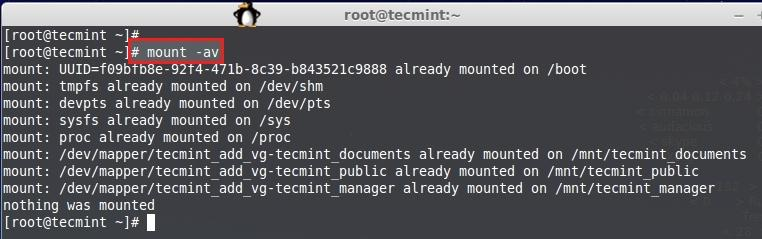 root@tecmint:~
[root@tecmint ~]#
[root@tecmint ~]# mount -av
mount: UUID=f09bfb8e-92f4-471b-8c39-b843521c9888 already mounted on /boot
mount: tmpfs already mounted on /dev/shm
mount: devpts already mounted on /dev/pts
mount: sysfs already mounted on /sys
mount: proc already mounted on /proc
mount: /dev/mapper/tecmint_add_vg-tecmint_documents already mounted on /mnt/tecmint_documents
mount: /dev/mapper/tecmint_add_vg-tecmint_public already mounted on /mnt/tecmint_public
mount: /dev/mapper/tecmint_add_vg-tecmint_manager already mounted on /mnt/tecmint_manager
nothing was mounted
[root@tecmint ~]#